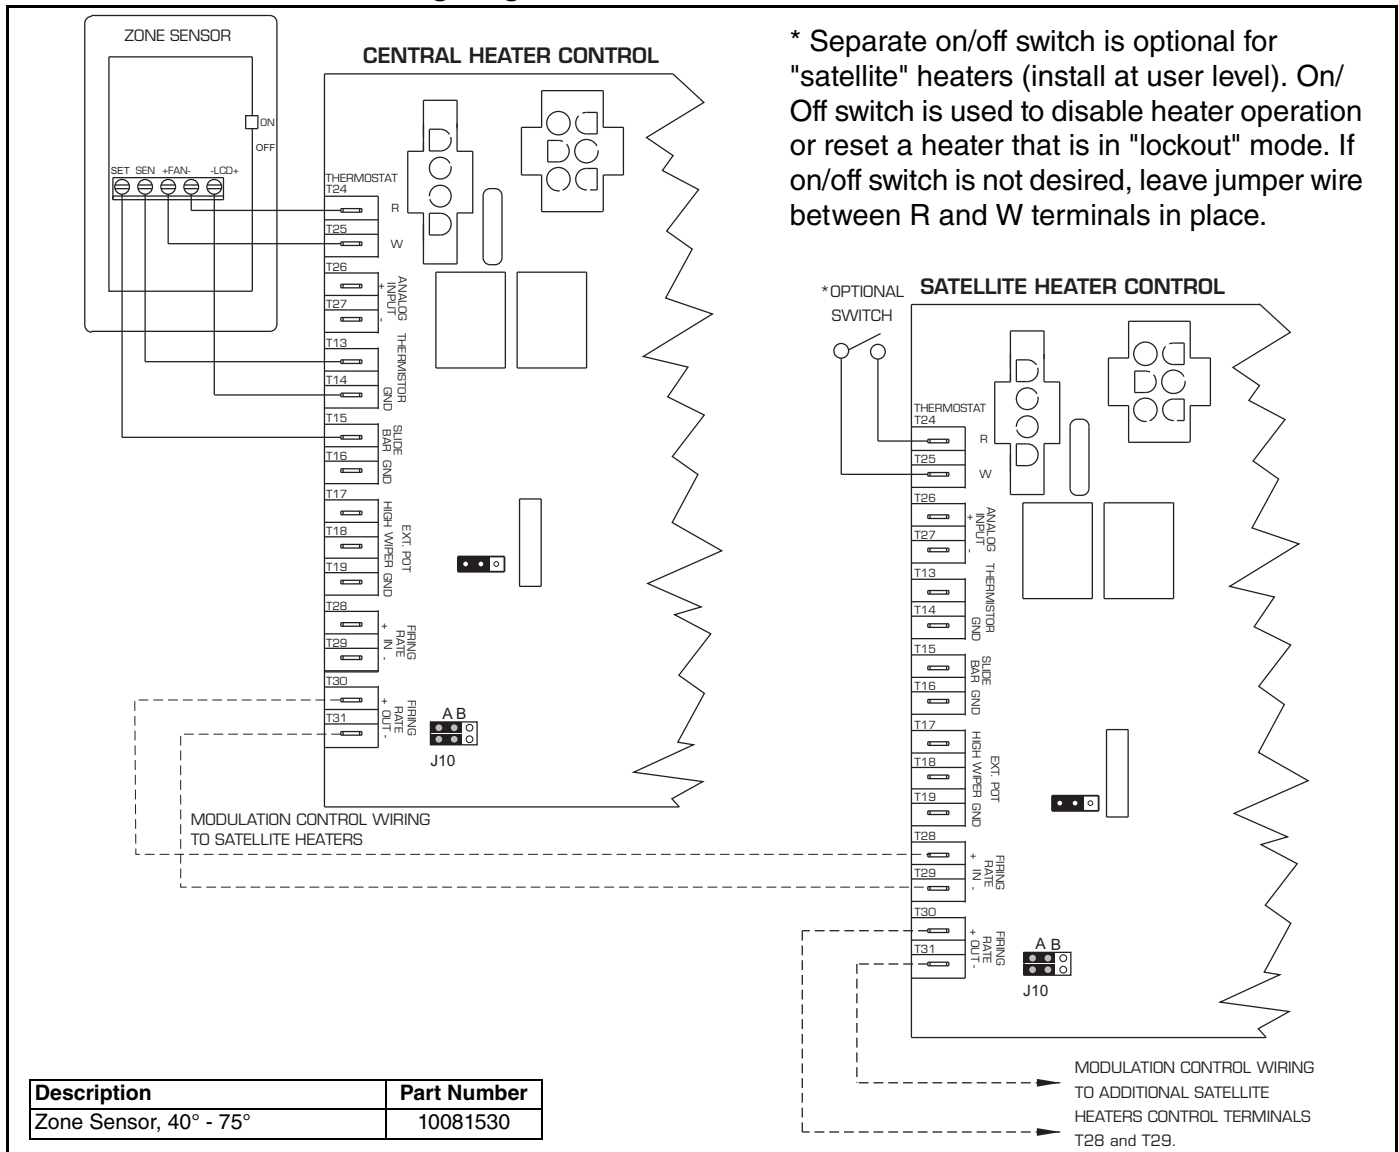 ZONE SENSOR
ON
OFF
SET SEN +FAN- -LCD+
CENTRAL HEATER CONTROL
THERMOSTAT
T24
R
T25
W
T26
+
ANALOG
INPUT
T27
-
T13
THERMISTOR
T14
GND
T15
SLIDE
BAR
T16
GND
T17
HIGH
T18
WIPER
EXT. POT
T19
GND
T28
+
FIRING
RATE
IN
T29
-
T30
+
FIRING
RATE
OUT
T31
-
A B
J10
MODULATION CONTROL WIRING
TO SATELLITE HEATERS
* Separate on/off switch is optional for
"satellite" heaters (install at user level). On/
Off switch is used to disable heater operation
or reset a heater that is in "lockout" mode. If
on/off switch is not desired, leave jumper wire
between R and W terminals in place.
*OPTIONAL
SWITCH
SATELLITE HEATER CONTROL
THERMOSTAT
T24
R
T25
W
T26
+
ANALOG
INPUT
T27
-
T13
THERMISTOR
T14
GND
T15
SLIDE
BAR
T16
GND
T17
HIGH
T18
WIPER
EXT. POT
T19
GND
T28
+
FIRING
RATE
IN
T29
-
T30
+
FIRING
RATE
OUT
T31
-
A B
J10
MODULATION CONTROL WIRING
TO ADDITIONAL SATELLITE
HEATERS CONTROL TERMINALS
T28 and T29.
Description Part Number
Zone Sensor, 40° - 75° 10081530